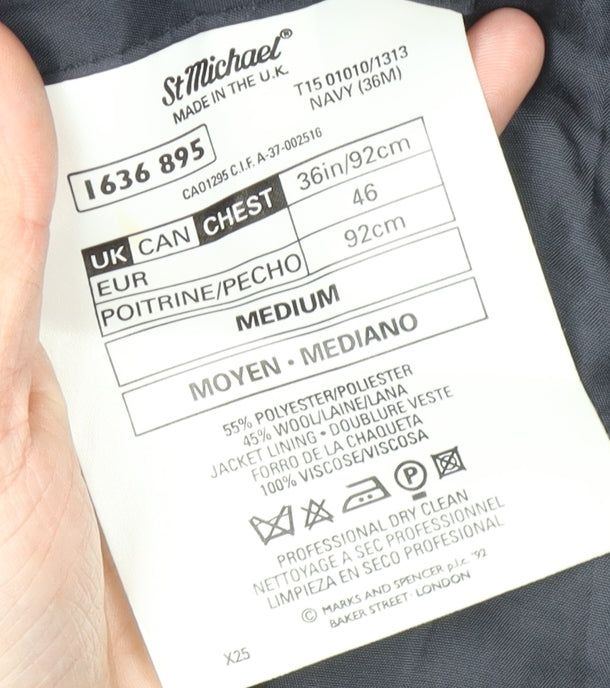 St Michael®
MADE IN THE U.K.
T15 01010/1313
NAVY (36M)
1636 895
CA01295 C.I.F. A-37-002516
UK CAN CHEST 36in/92cm
EUR 46
POITRINE/PECHO 92cm
MEDIUM
MOYEN • MEDIANO
55% POLYESTER/POLIESTER
45% WOOL/LAINE/LANA
JACKET LINING • DOUBLURE VESTE
FORRO DE LA CHAQUETA
100% VISCOSE/VISCOSA
P
PROFESSIONAL DRY CLEAN
NETTOYAGE A SEC PROFESSIONNEL
LIMPIEZA EN SECO PROFESIONAL
© MARKS AND SPENCER p.l.c. '92
BAKER STREET · LONDON
X25